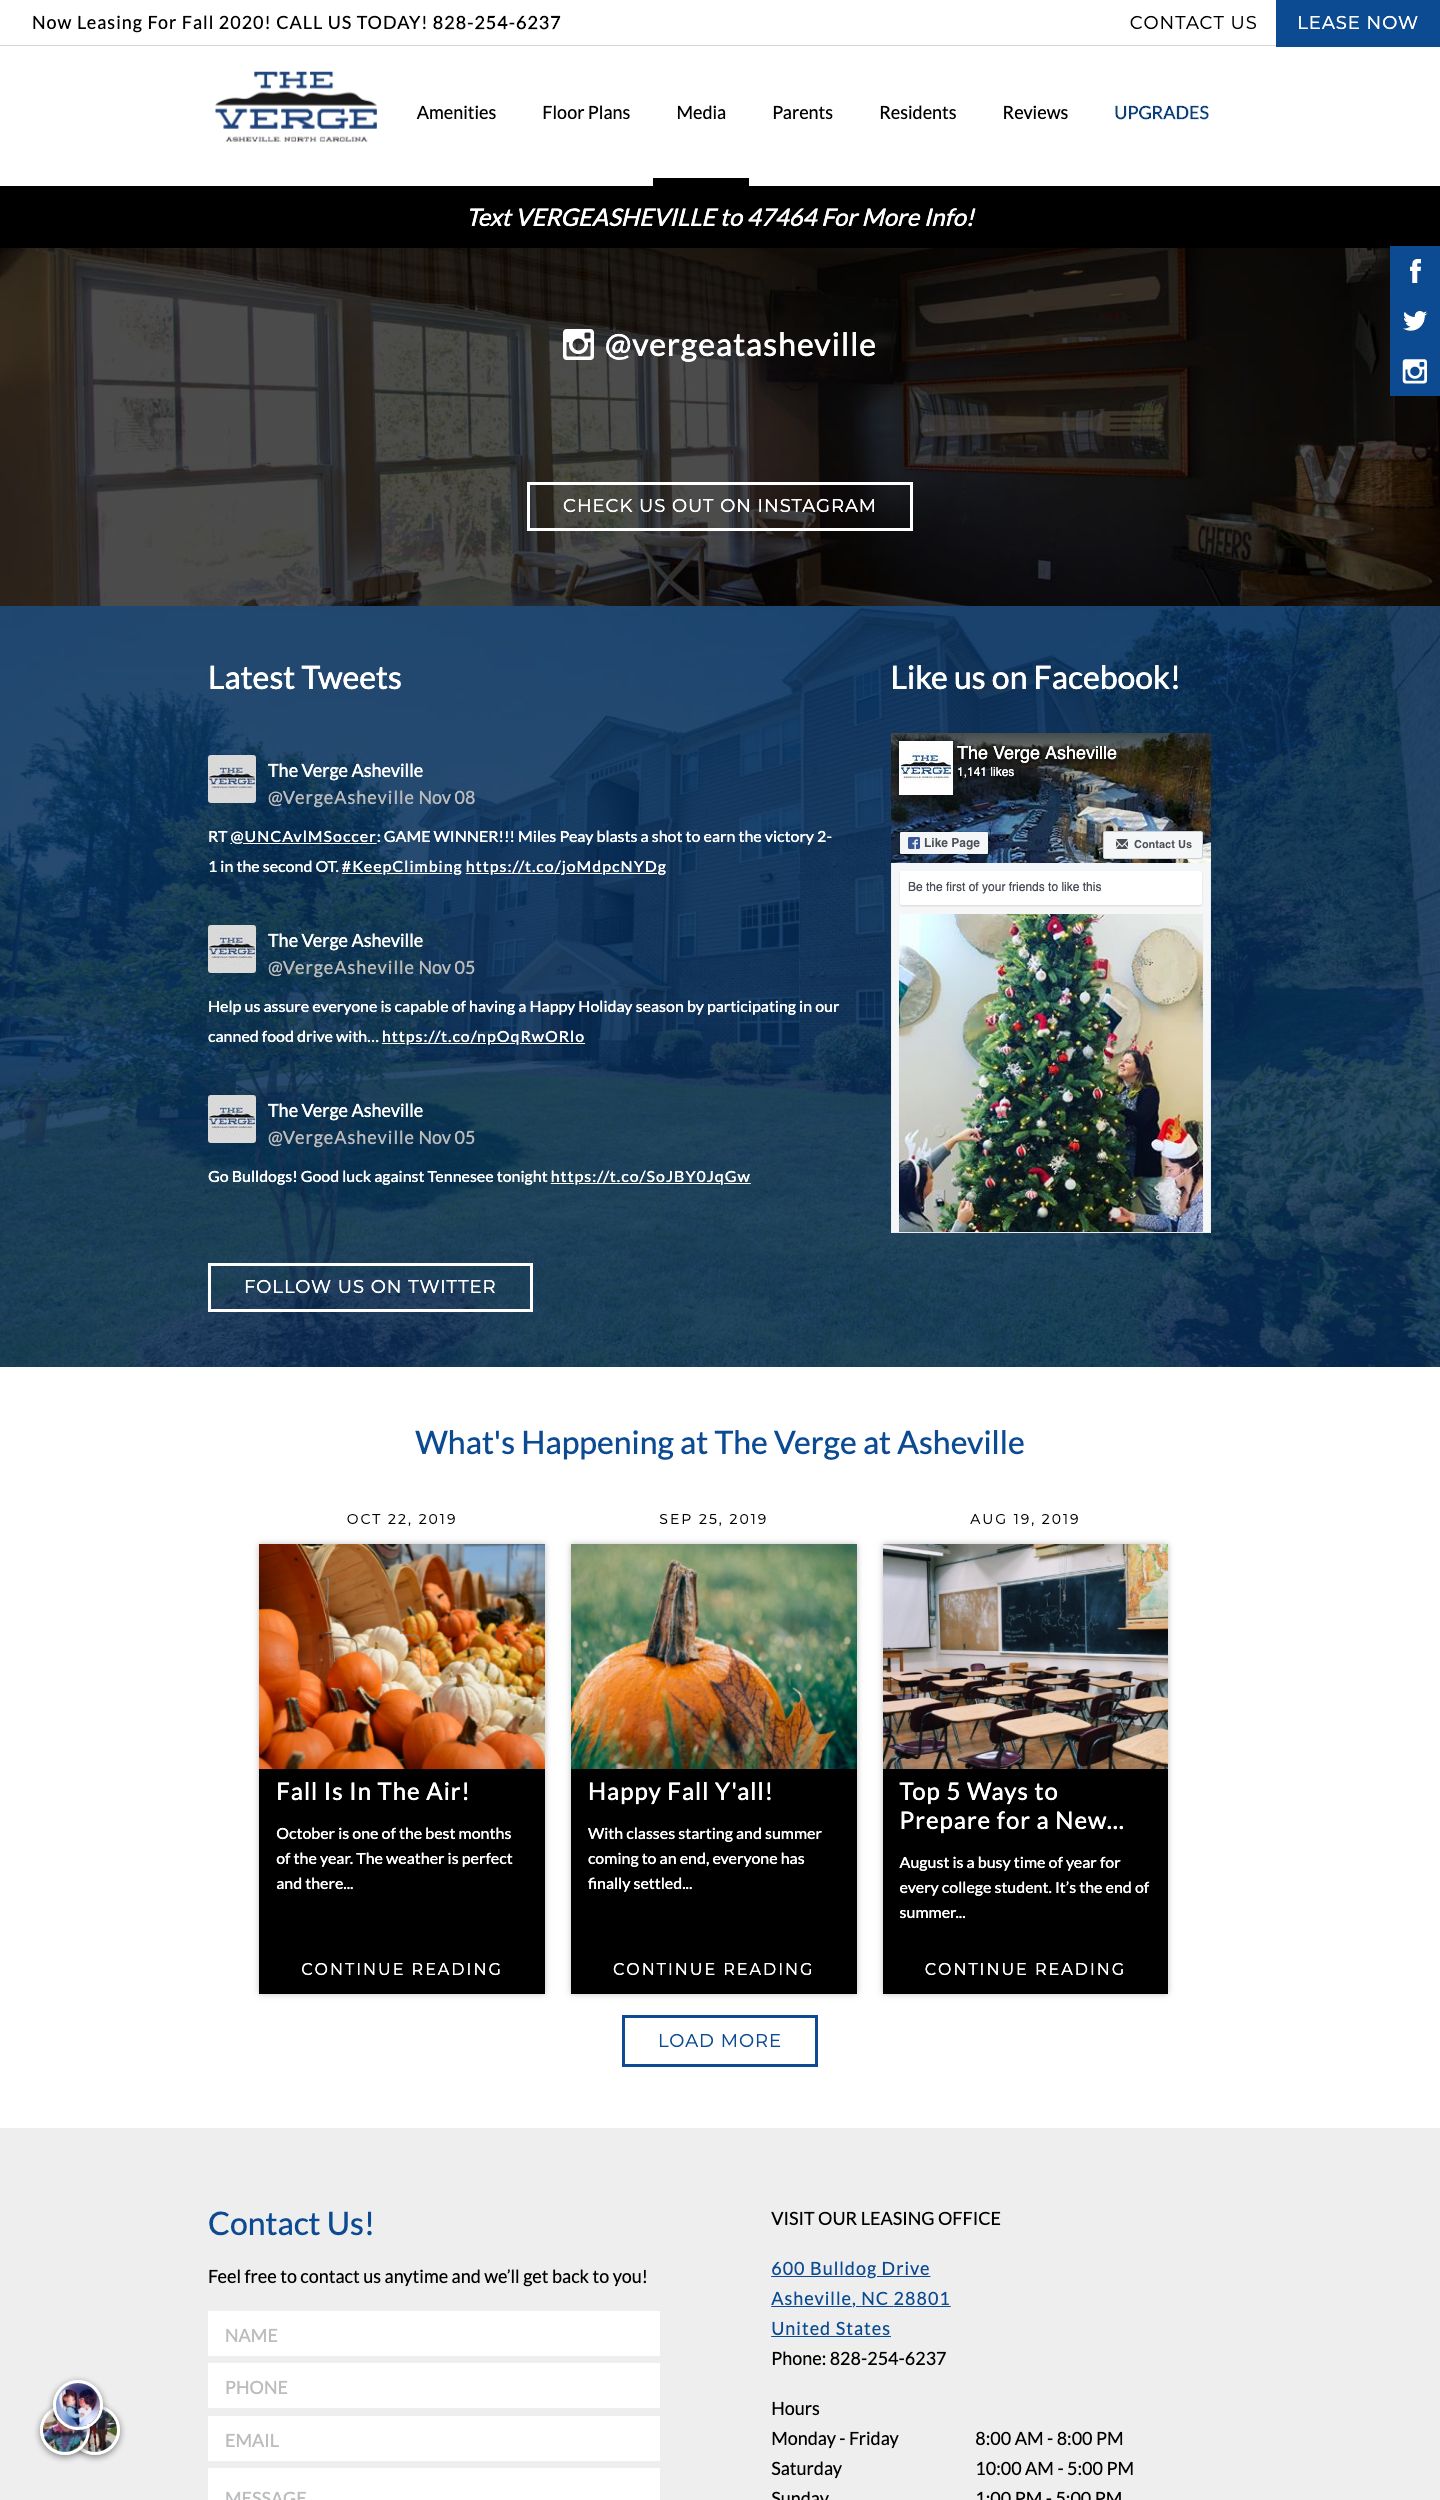 Now Leasing For Fall 2020! CALL US TODAY! 828-254-6237
CONTACT US
LEASE NOW
THE
VERGE
ASHEVILLE, NORTH CAROLINA
Amenities
Floor Plans
Media
Parents
Residents
Reviews
UPGRADES
Text VERGEASHEVILLE to 47464 For More Info!
@vergeatasheville
CHECK US OUT ON INSTAGRAM
CHEERS
Latest Tweets
The Verge Asheville
@VergeAsheville Nov 08
RT @UNCAvlMSoccer: GAME WINNER!!! Miles Peay blasts a shot to earn the victory 2-
1 in the second OT. #KeepClimbing https://t.co/joMdpcNYDg
The Verge Asheville
@VergeAsheville Nov 05
Help us assure everyone is capable of having a Happy Holiday season by participating in our
canned food drive with... https://t.co/npOqRwORIo
The Verge Asheville
@VergeAsheville Nov 05
Go Bulldogs! Good luck against Tennesee tonight https://t.co/SoJBY0JqGw
FOLLOW US ON TWITTER
Like us on Facebook!
THE
VERGE
The Verge Asheville
1,141 likes
Like Page
Contact Us
Be the first of your friends to like this
What's Happening at The Verge at Asheville
OCT 22, 2019
Fall Is In The Air!
October is one of the best months
of the year. The weather is perfect
and there...
CONTINUE READING
SEP 25, 2019
Happy Fall Y'all!
With classes starting and summer
coming to an end, everyone has
finally settled...
CONTINUE READING
AUG 19, 2019
Top 5 Ways to
Prepare for a New...
August is a busy time of year for
every college student. It’s the end of
summer...
CONTINUE READING
LOAD MORE
Contact Us!
Feel free to contact us anytime and we’ll get back to you!
NAME
PHONE
EMAIL
MESSAGE
VISIT OUR LEASING OFFICE
600 Bulldog Drive
Asheville, NC 28801
United States
Phone: 828-254-6237
Hours
Monday - Friday 8:00 AM - 8:00 PM
Saturday 10:00 AM - 5:00 PM
Sunday 1:00 PM - 5:00 PM